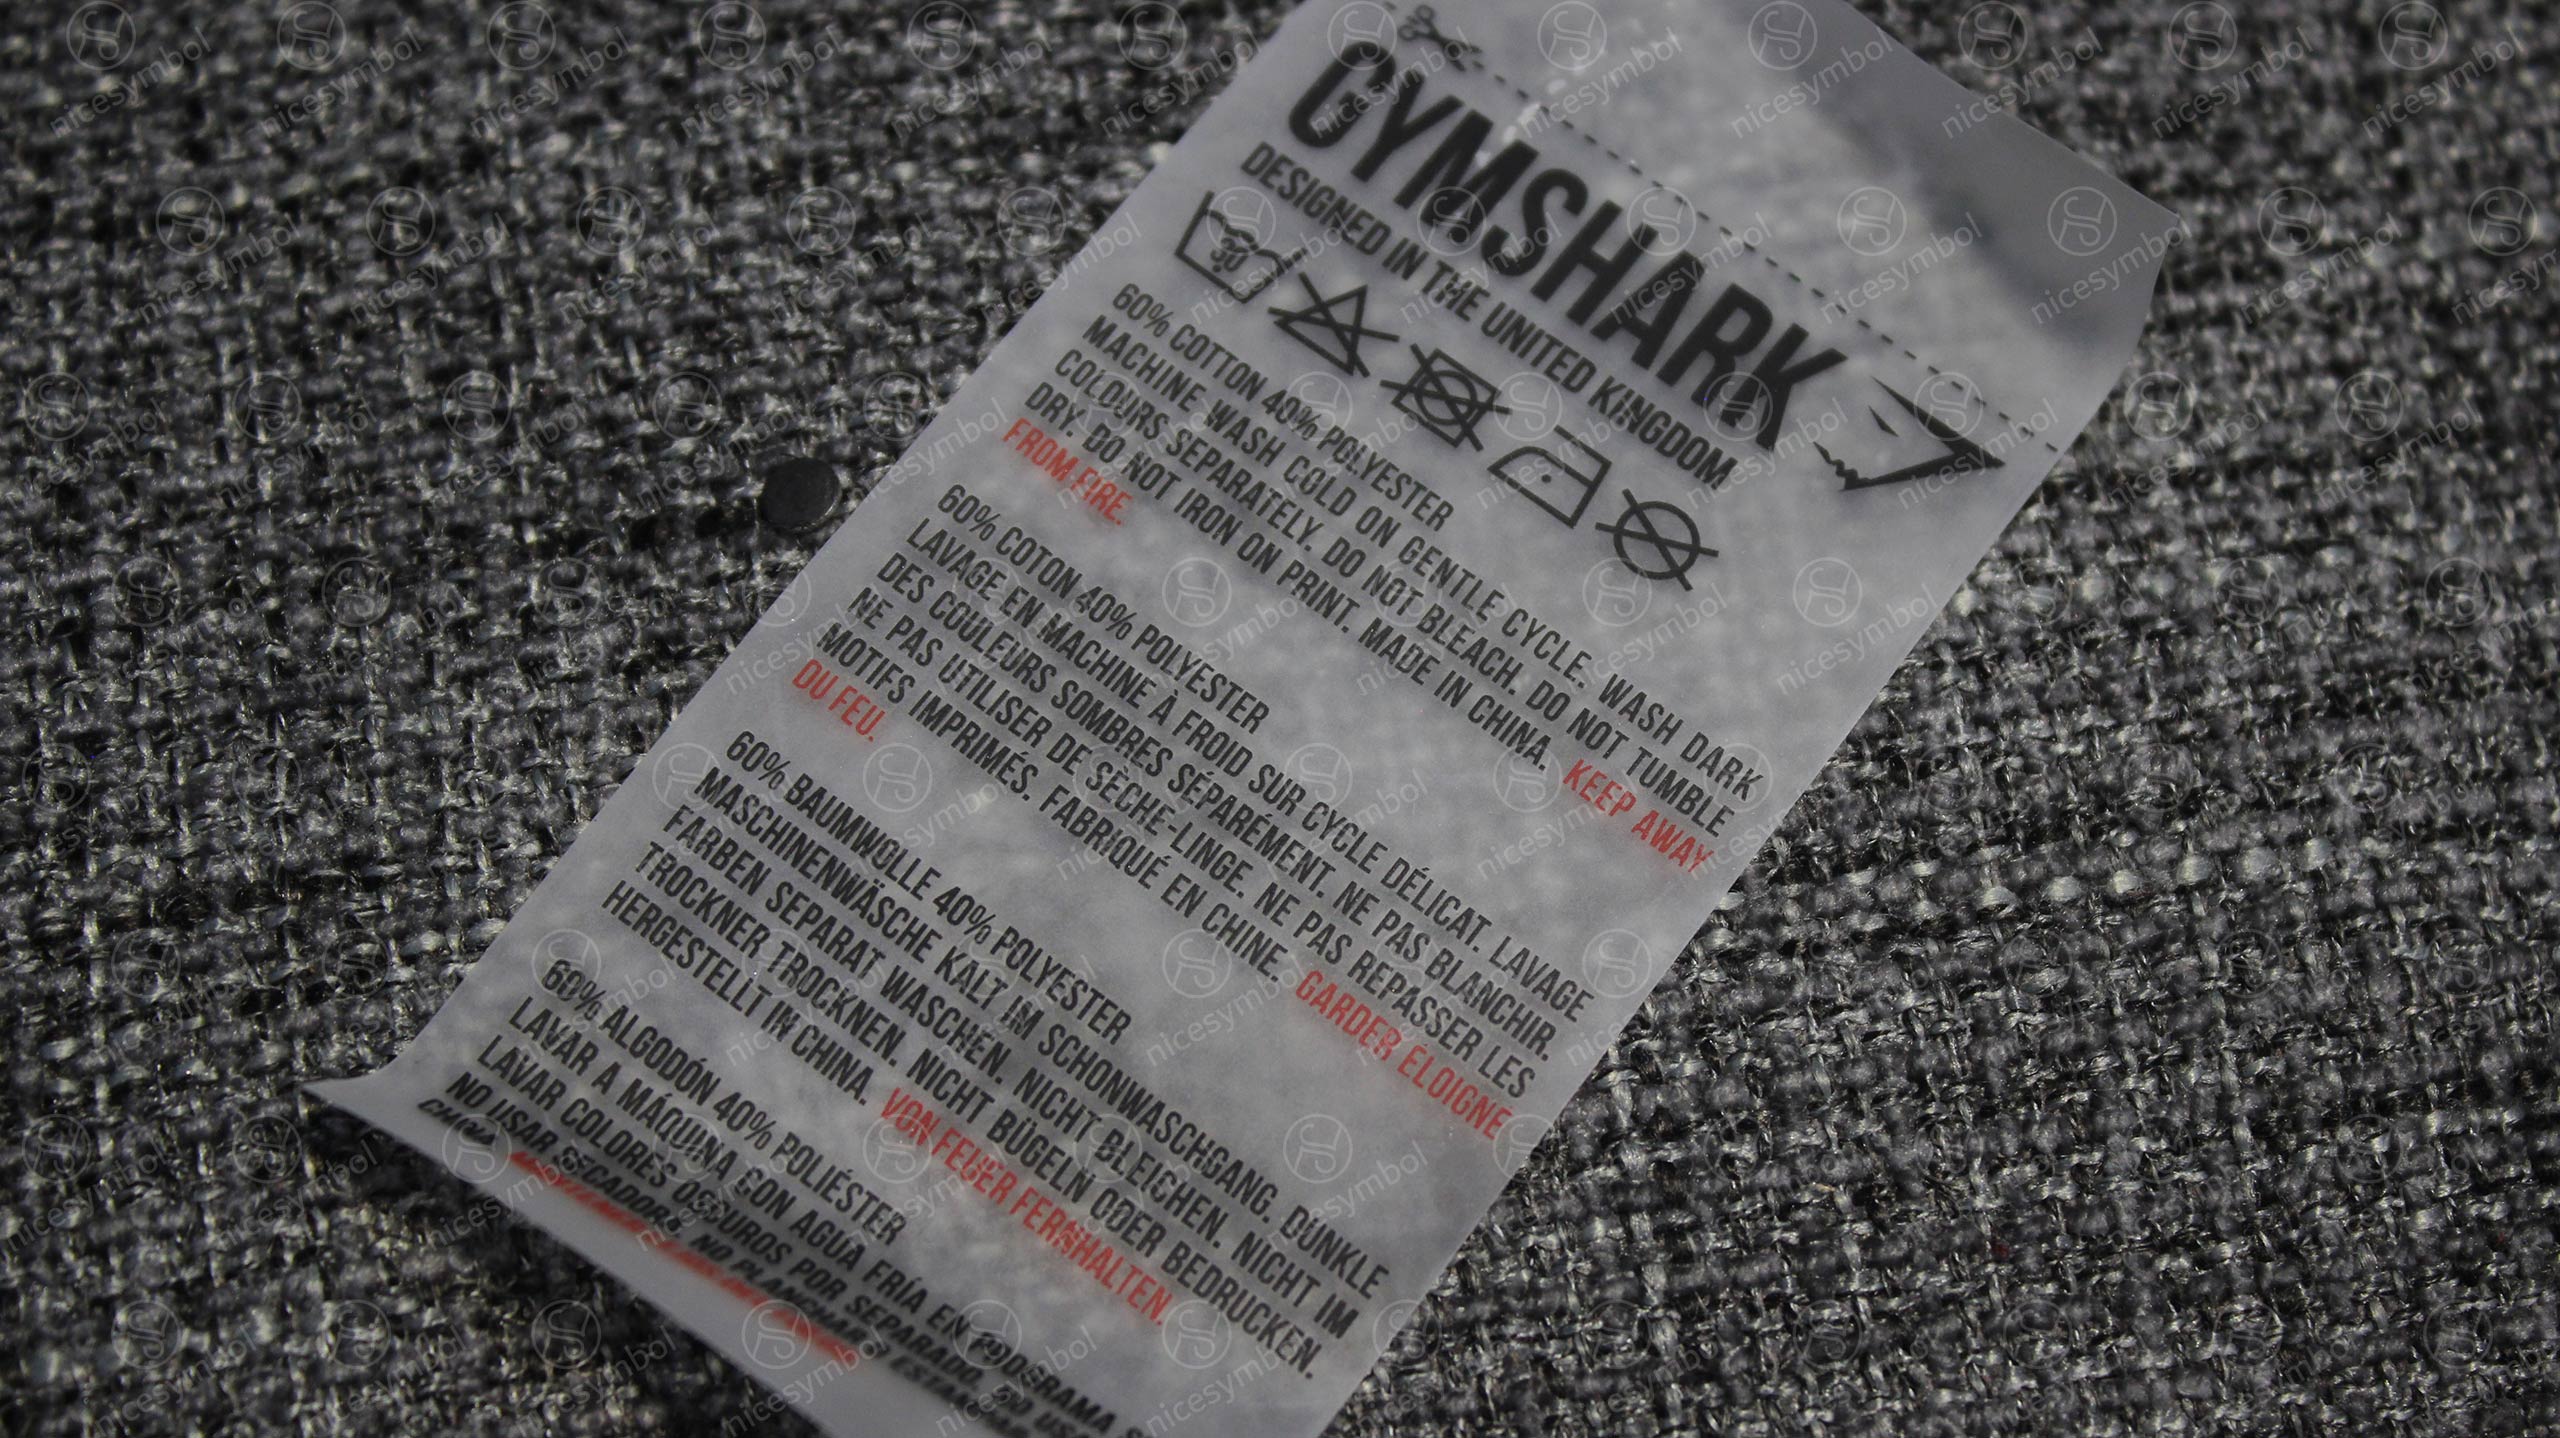 GYMSHARK
DESIGNED IN THE UNITED KINGDOM
30
60% COTTON 40% POLYESTER
MACHINE WASH COLD ON GENTLE CYCLE. WASH DARK
COLOURS SEPARATELY. DO NOT BLEACH. DO NOT TUMBLE
DRY. DO NOT IRON ON PRINT. MADE IN CHINA. KEEP AWAY
FROM FIRE.
60% COTON 40% POLYESTER
LAVAGE EN MACHINE À FROID SUR CYCLE DÉLICAT. LAVAGE
DES COULEURS SOMBRES SÉPARÉMENT. NE PAS BLANCHIR.
NE PAS UTILISER DE SÈCHE-LINGE. NE PAS REPASSER LES
MOTIFS IMPRIMÉS. FABRIQUÉ EN CHINE. GARDER ÉLOIGNE
DU FEU.
60% BAUMWOLLE 40% POLYESTER
MASCHINENWÄSCHE KALT IM SCHONWASCHGANG. DUNKLE
FARBEN SEPARAT WASCHEN. NICHT BLEICHEN. NICHT IM
TROCKNER TROCKNEN. NICHT BÜGELN ODER BEDRUCKEN.
HERGESTELLT IN CHINA. VON FEUER FERNHALTEN.
60% ALGODÓN 40% POLIÉSTER
LAVAR A MÁQUINA CON AGUA FRÍA EN PODGRAMA
LAVAR COLORES OSCUROS POR SEPARADO. NO
NO USAR SECADORA. NO PLANCHAR
CHINA
nicesymbol